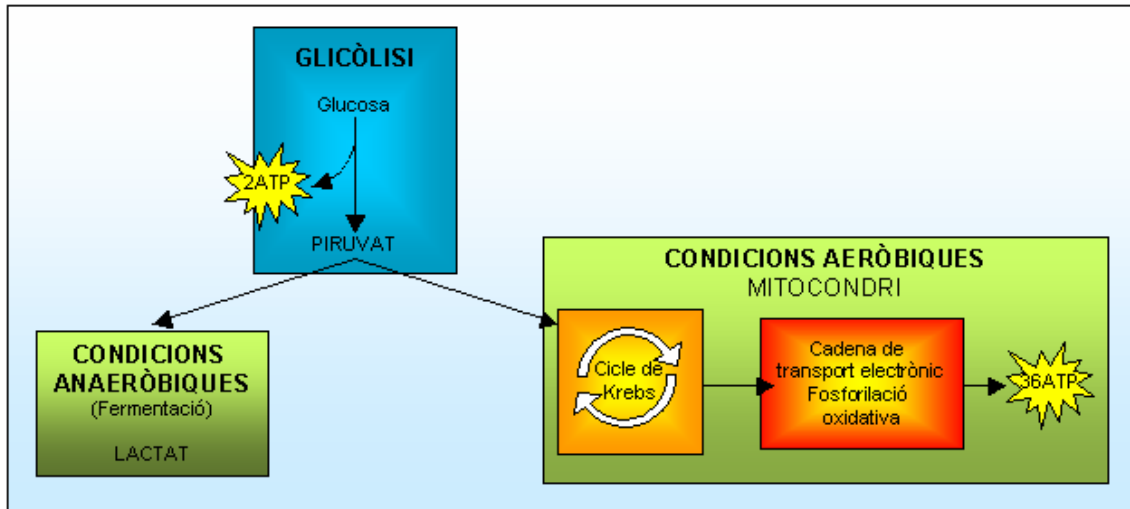 GLICÒLISI
Glucosa
2ATP
PIRUVAT
CONDICIONS
ANAERÒBIQUES
(Fermentació)
LACTAT
CONDICIONS AERÒBIQUES
MITOCONDRI
Cicle de
Krebs
Cadena de
transport electrònic
Fosforilació
oxidativa
36ATP